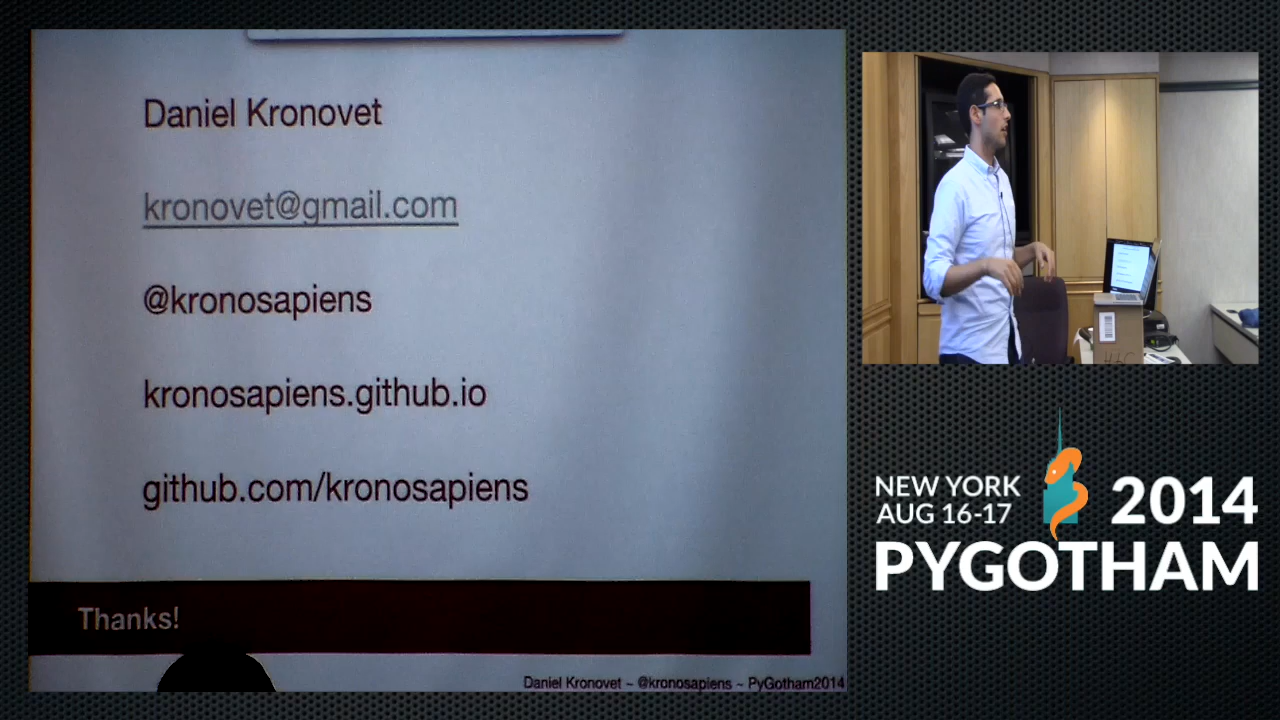 Daniel Kronovet
kronovet@gmail.com
@kronosapiens
kronosapiens.github.io
github.com/kronosapiens
Thanks!
Daniel Kronovet ~ @kronosapiens ~ PyGotham2014
NEW YORK
AUG 16-17
2014
PYGOTHAM